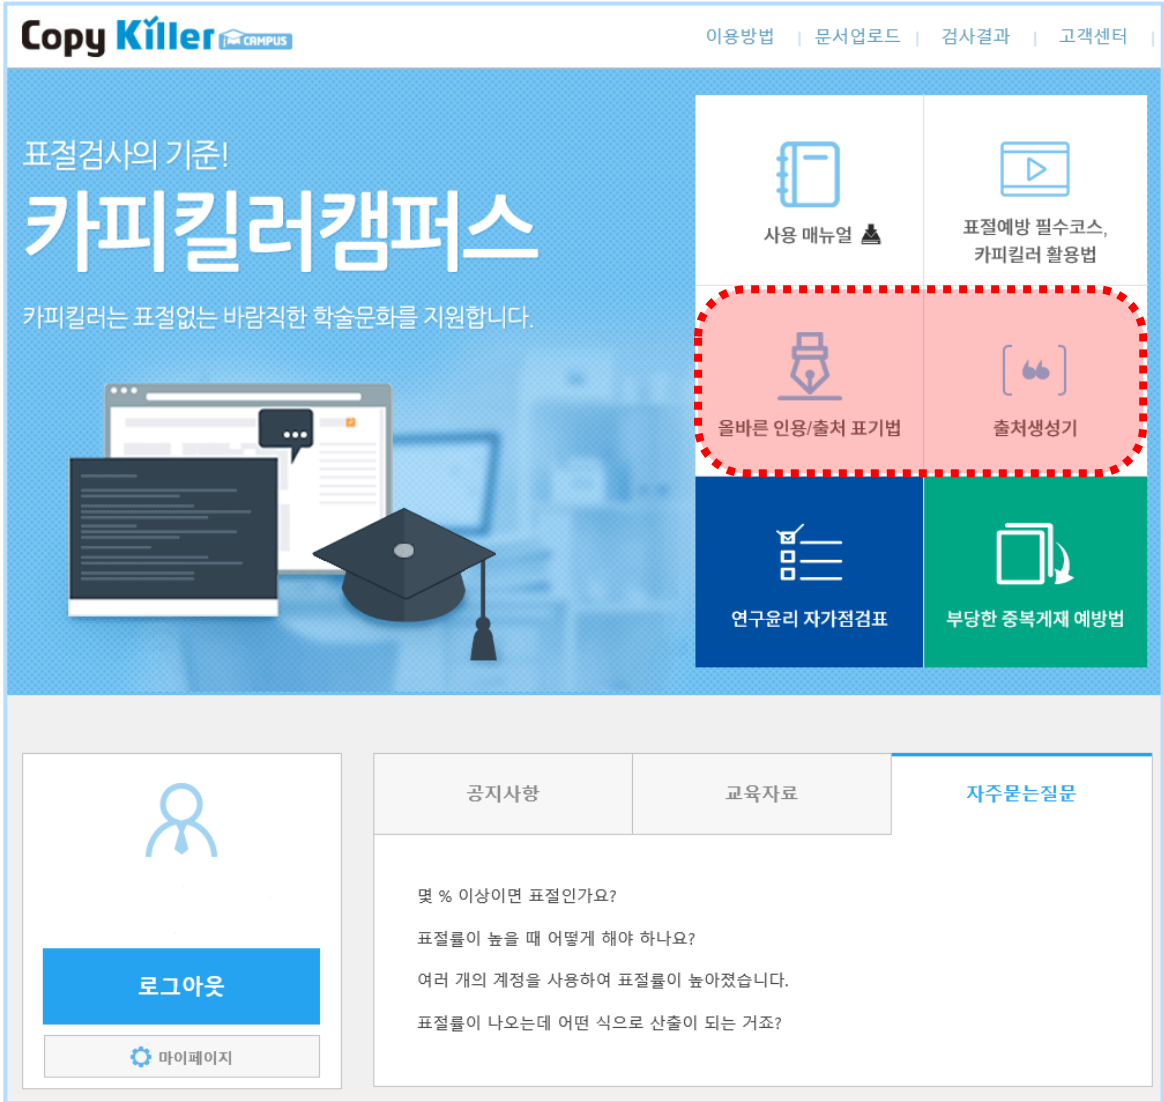 Copy Killer CAMPUS
이용방법 | 문서업로드 | 검사결과 | 고객센터 |
표절검사의 기준!
카피킬러캠퍼스
카피킬러는 표절없는 바람직한 학술문화를 지원합니다.
사용 매뉴얼
표절예방 필수코스,
카피킬러 활용법
올바른 인용/출처 표기법
출처생성기
연구윤리 자가점검표
부당한 중복게재 예방법
로그아웃
마이페이지
공지사항
교육자료
자주묻는질문
몇 % 이상이면 표절인가요?
표절률이 높을 때 어떻게 해야 하나요?
여러 개의 계정을 사용하여 표절률이 높아졌습니다.
표절률이 나오는데 어떤 식으로 산출이 되는 거죠?